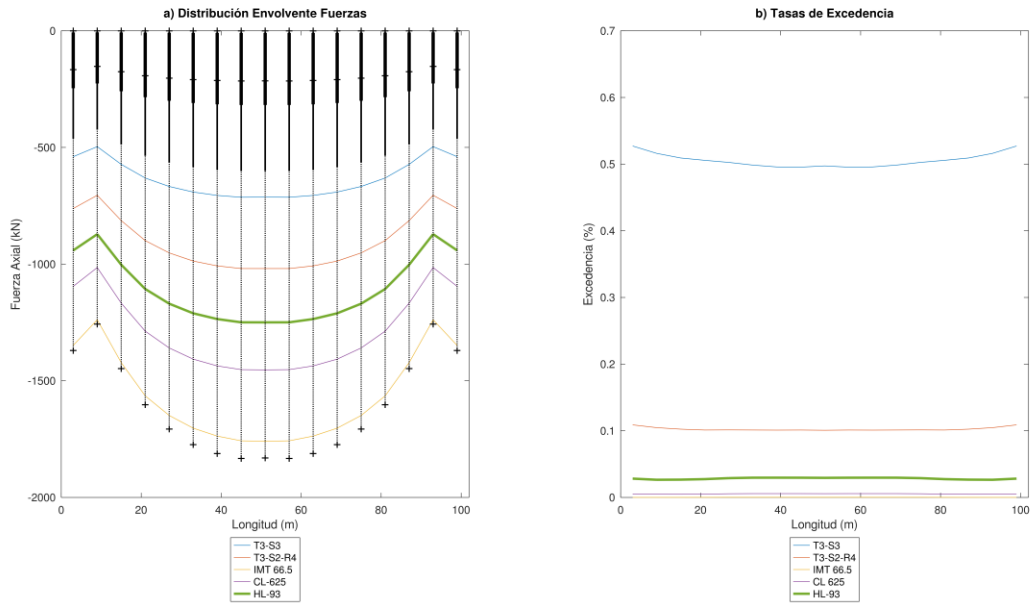 a) Distribución Envolvente Fuerzas
0
-500
-1000
-1500
-2000
Fuerza Axial (kN)
0 20 40 60 80 100
Longitud (m)
T3-S3
T3-S2-R4
IMT 66.5
CL-625
HL-93
b) Tasas de Excedencia
0.7
0.6
0.5
0.4
0.3
0.2
0.1
0
Excedencia (%)
0 20 40 60 80 100
Longitud (m)
T3-S3
T3-S2-R4
IMT 66.5
CL 625
HL-93